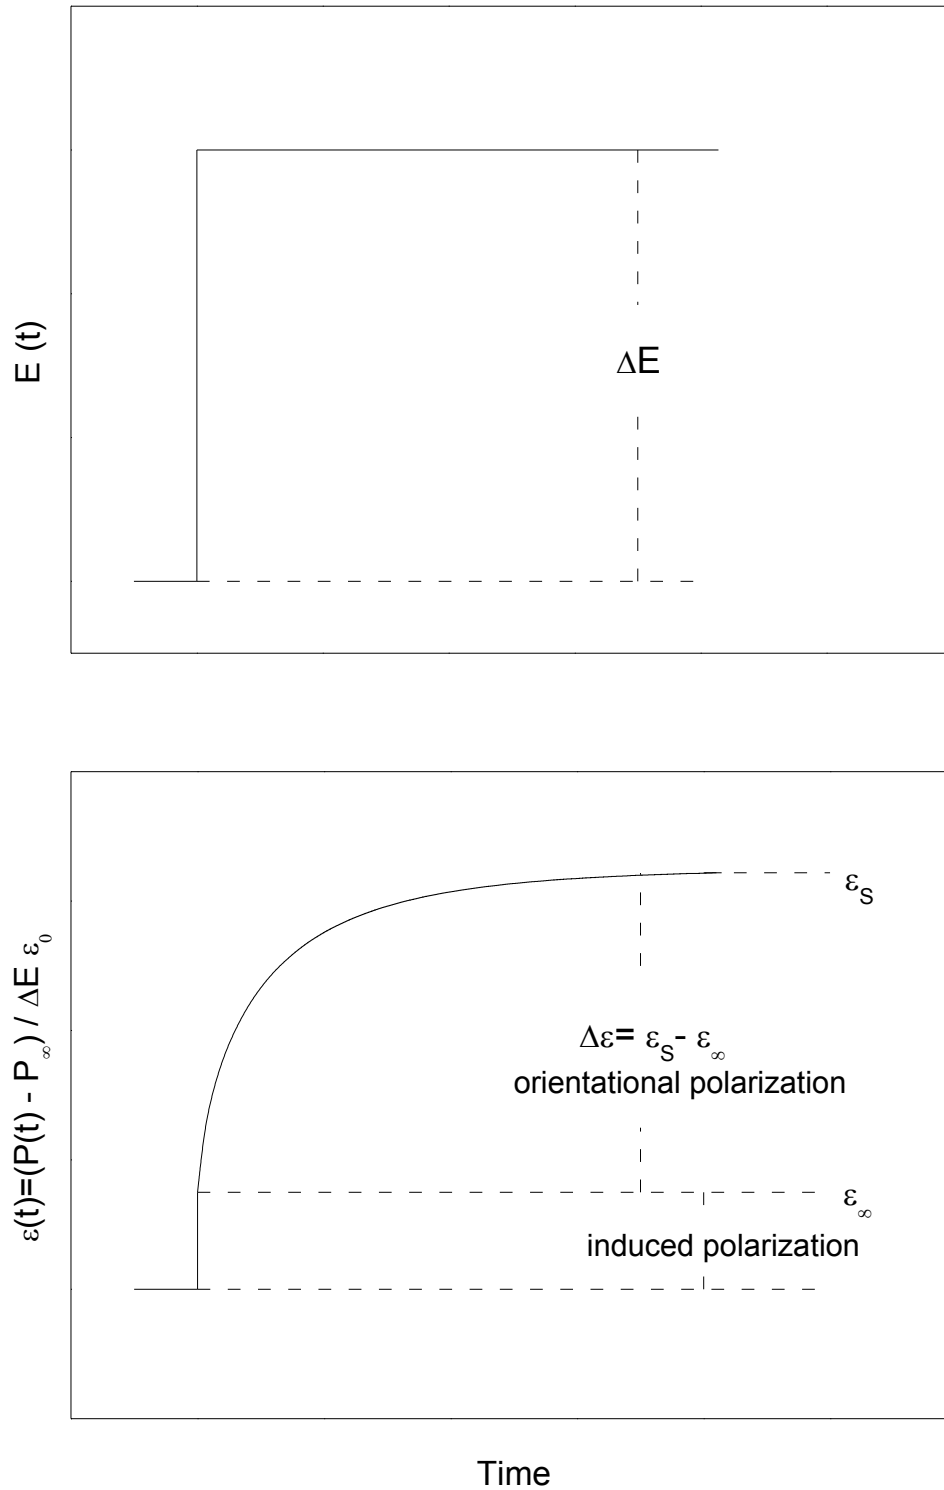 E (t)
ΔE
ε(t)=(P(t) - P∞) / ΔE ε0
εS
Δε= εS- ε∞
orientational polarization
ε∞
induced polarization
Time